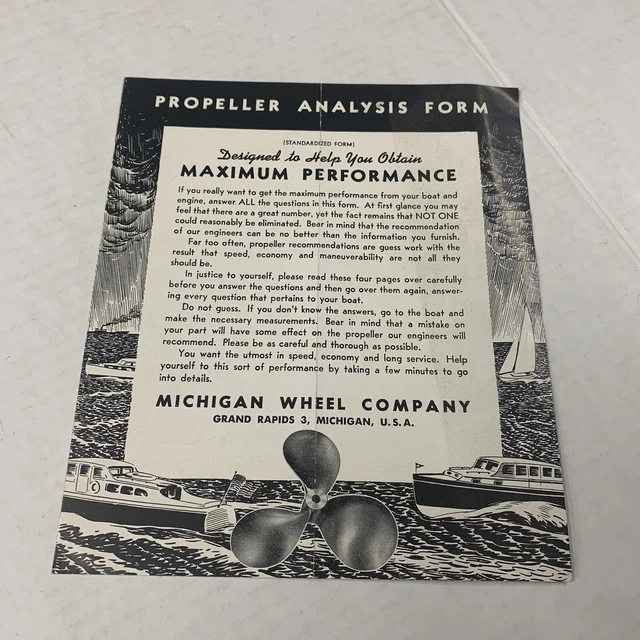 PROPELLER ANALYSIS FORM
(STANDARDIZED FORM)
Designed to Help You Obtain
MAXIMUM PERFORMANCE
If you really want to get the maximum performance from your boat and
engine, answer ALL the questions in this form. At first glance you may
feel that there are a great number, yet the fact remains that NOT ONE
could reasonably be eliminated. Bear in mind that the recommendation
of our engineers can be no better than the information you furnish.
Far too often, propeller recommendations are guess work with the
result that speed, economy and maneuverability are not all they
should be.
In justice to yourself, please read these four pages over carefully
before you answer the questions and then go over them again, answer-
ing every question that pertains to your boat.
Do not guess. If you don't know the answers, go to the boat and
make the necessary measurements. Bear in mind that a mistake on
your part will have some effect on the propeller our engineers will
recommend. Please be as careful and thorough as possible.
You want the utmost in speed, economy and long service. Help
yourself to this sort of performance by taking a few minutes to go
into details.
MICHIGAN WHEEL COMPANY
GRAND RAPIDS 3, MICHIGAN, U.S.A.